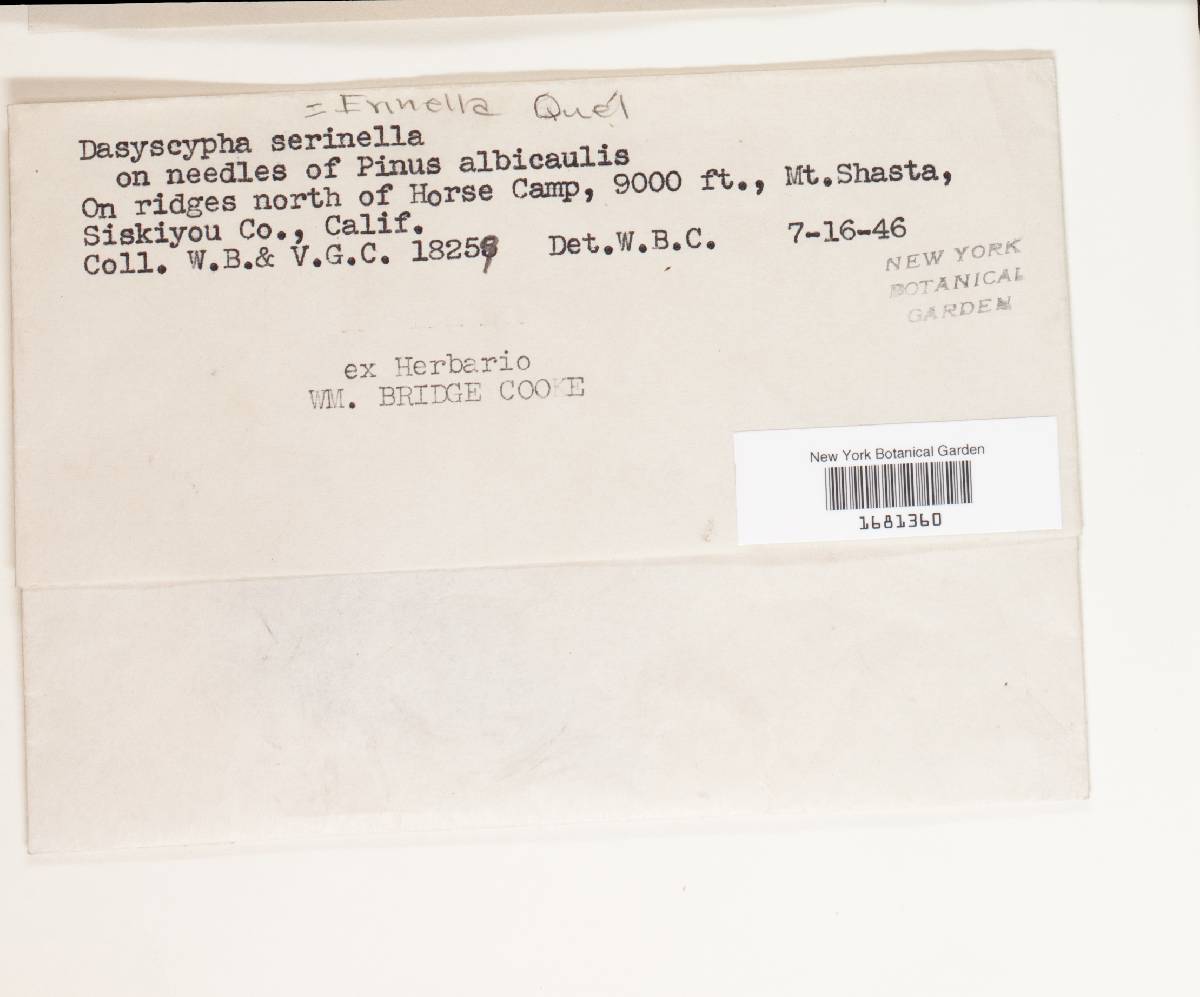 = Erinella Quél
Dasyscypha serinella
on needles of Pinus albicaulis
On ridges north of Horse Camp, 9000 ft., Mt.Shasta,
Siskiyou Co., Calif.
Coll. W.B.& V.G.C. 18259 Det.W.B.C. 7-16-46
NEW YORK
BOTANICAL
GARDEN
ex Herbario
WM. BRIDGE COOKE
New York Botanical Garden
1681360